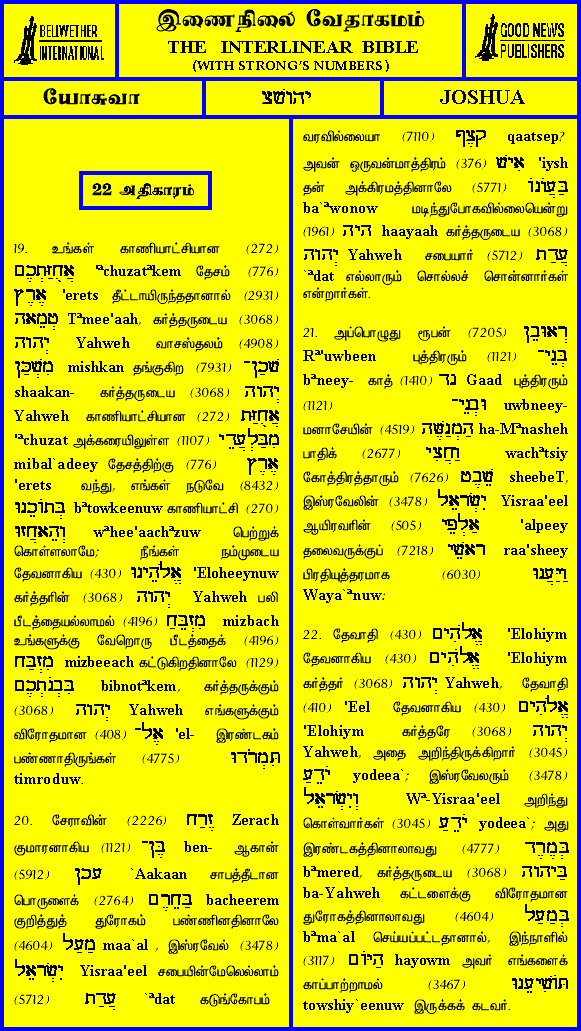 BELLWETHER
INTERNATIONAL
இணைநிலை வேதாகமம்
THE INTERLINEAR BIBLE
(WITH STRONG'S NUMBERS)
GOOD NEWS
PUBLISHERS
யோசுவா
יהושצ
JOSHUA
22 அதிகாரம்
19. உங்கள் காணியாட்சியான (272)
אֲחֻזַּתְכֶם ªchuzatªkem தேசம் (776)
אֶרֶץ 'erets தீட்டாயிருந்ததானால் (2931)
טְמֵאָה Tªmee'aah, கர்த்தருடைய (3068)
יְהוָה Yahweh வாசஸ்தலம் (4908)
מִשְׁכַּן mishkan தங்குகிற (7931) שָׁכַן־
shaakan- கர்த்தருடைய (3068) יְהוָה
Yahweh காணியாட்சியான (272) אֲחֻזַּת
'ªchuzat அக்கரையிலுள்ள (1107) מִבַּלְעֲדֵי
mibal`adeey தேசத்திற்கு (776) אֶרֶץ
'erets வந்து, எங்கள் நடுவே (8432)
בְּתוֹכֵנוּ bªtowkeenuw காணியாட்சி (270)
וְהֵאָחֲזוּ wªhee'aachªzuw பெற்றுக்
கொள்ளலாமே; நீங்கள் நம்முடைய
தேவனாகிய (430) אֱלֹהֵינוּ 'Eloheeynuw
கர்த்தரின் (3068) יְהוָה Yahweh பலி
பீடத்தையல்லாமல் (4196) מִזְבַּח mizbach
உங்களுக்கு வேறொரு பீடத்தைக் (4196)
מִזְבֵּחַ mizbeeach கட்டுகிறதினாலே (1129)
בִּבְנֹתְכֶם bibnotªkem, கர்த்தருக்கும்
(3068) יְהוָה Yahweh எங்களுக்கும்
விரோதமான (408) אֶל־ 'el- இரண்டகம்
பண்ணாதிருங்கள் (4775) תִּמְרֹדוּ
timroduw.
20. சேராவின் (2226) זֶרַח Zerach
குமாரனாகிய (1121) בֶּן־ ben- ஆகான்
(5912) עָכָן `Aakaan சாபத்தீடான
பொருளைக் (2764) בַּחֵרֶם bacheerem
குறித்துத் துரோகம் பண்ணினதினாலே
(4604) מַעַל maa`al , இஸ்ரவேல் (3478)
יִשְׂרָאֵל Yisraa'eel சபையின்மேலெல்லாம்
(5712) עֲדַת `ªdat கடுங்கோபம்
வரவில்லையா (7110) קָצֶף qaatsep?
அவன் ஒருவன்மாத்திரம் (376) אִישׁ 'iysh
தன் அக்கிரமத்தினாலே (5771) בַּעֲוֹנוֹ
ba`ªwonow மடிந்துபோகவில்லையென்று
(1961) הָיָה haayaah கர்த்தருடைய (3068)
יְהוָה Yahweh சபையார் (5712) עֲדַת
`ªdat எல்லாரும் சொல்லச் சொன்னார்கள்
என்றார்கள்.
21. அப்பொழுது ரூபன் (7205) רְאוּבֵן
Rª'uwbeen புத்திரரும் (1121) בְּנֵי־
bªneey- காத் (1410) גָד Gaad புத்திரரும்
(1121) וּבְנֵי־ uwbneey-
மனாசேயின் (4519) הַמְנַשֶּׁה ha-Mªnasheh
பாதிக் (2677) וַחֲצִי wachªtsiy
கோத்திரத்தாரும் (7626) שֵׁבֶט sheebeT,
இஸ்ரவேலின் (3478) יִשְׂרָאֵל Yisraa'eel
ஆயிரவரின் (505) אַלְפֵי 'alpeey
தலைவருக்குப் (7218) רָאשֵׁי raa'sheey
பிரதியுத்தரமாக (6030) וַיַּעֲנוּ
Waya`ªnuw:
22. தேவாதி (430) אֱלֹהִים 'Elohiym
தேவனாகிய (430) אֱלֹהִים 'Elohiym
கர்த்தர் (3068) יְהוָה Yahweh, தேவாதி
(410) 'Eel தேவனாகிய (430) אֱלֹהִים
'Elohiym கர்த்தரே (3068) יְהוָה
Yahweh, அதை அறிந்திருக்கிறார் (3045)
יֹדֵעַ yodeea`; இஸ்ரவேலரும் (3478)
וְיִשְׂרָאֵל Wª-Yisraa'eel அறிந்து
கொள்வார்கள் (3045) יֹדֵעַ yodeea`; அது
இரண்டகத்தினாலாவது (4777) בְּמֶרֶד
bªmered, கர்த்தருடைய (3068) בַּיהוָה
ba-Yahweh கட்டளைக்கு விரோதமான
துரோகத்தினாலாவது (4604) בְּמַעַל
bªma`al செய்யப்பட்டதானால், இந்நாளில்
(3117) הַיּוֹם hayowm அவர் எங்களைக்
காப்பாற்றாமல் (3467) תּוֹשִׁיעֵנוּ
towshiy`eenuw இருக்கக் கடவர்.